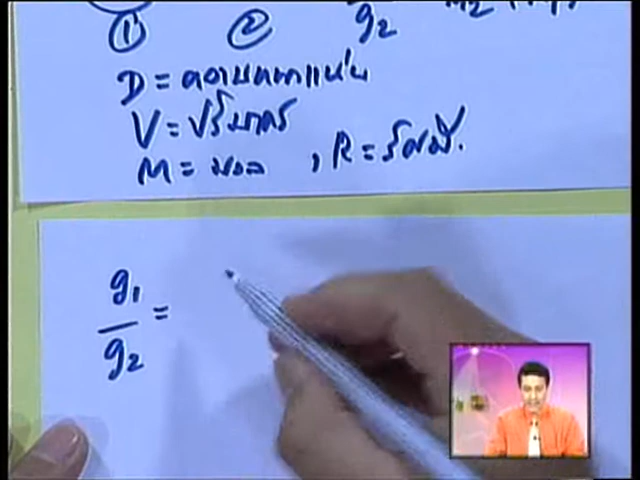 ① ② g2 M2
D = ความหนาแน่น
V = ปริมาตร
M = มวล , R = รัศมี.
g1
g2 =